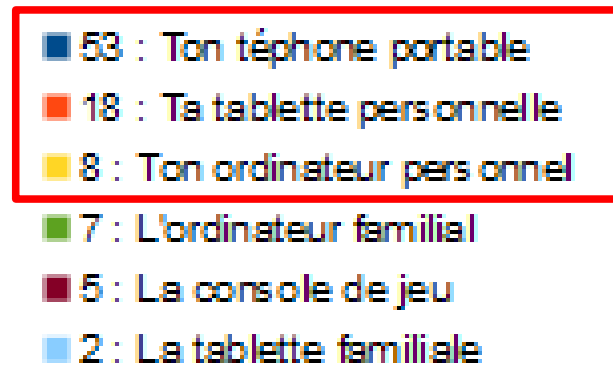 53 : Ton téphone portable
18 : Ta tablette personnelle
8 : Ton ordinateur personnel
7 : L'ordinateur familial
5 : La console de jeu
2 : La tablette familiale